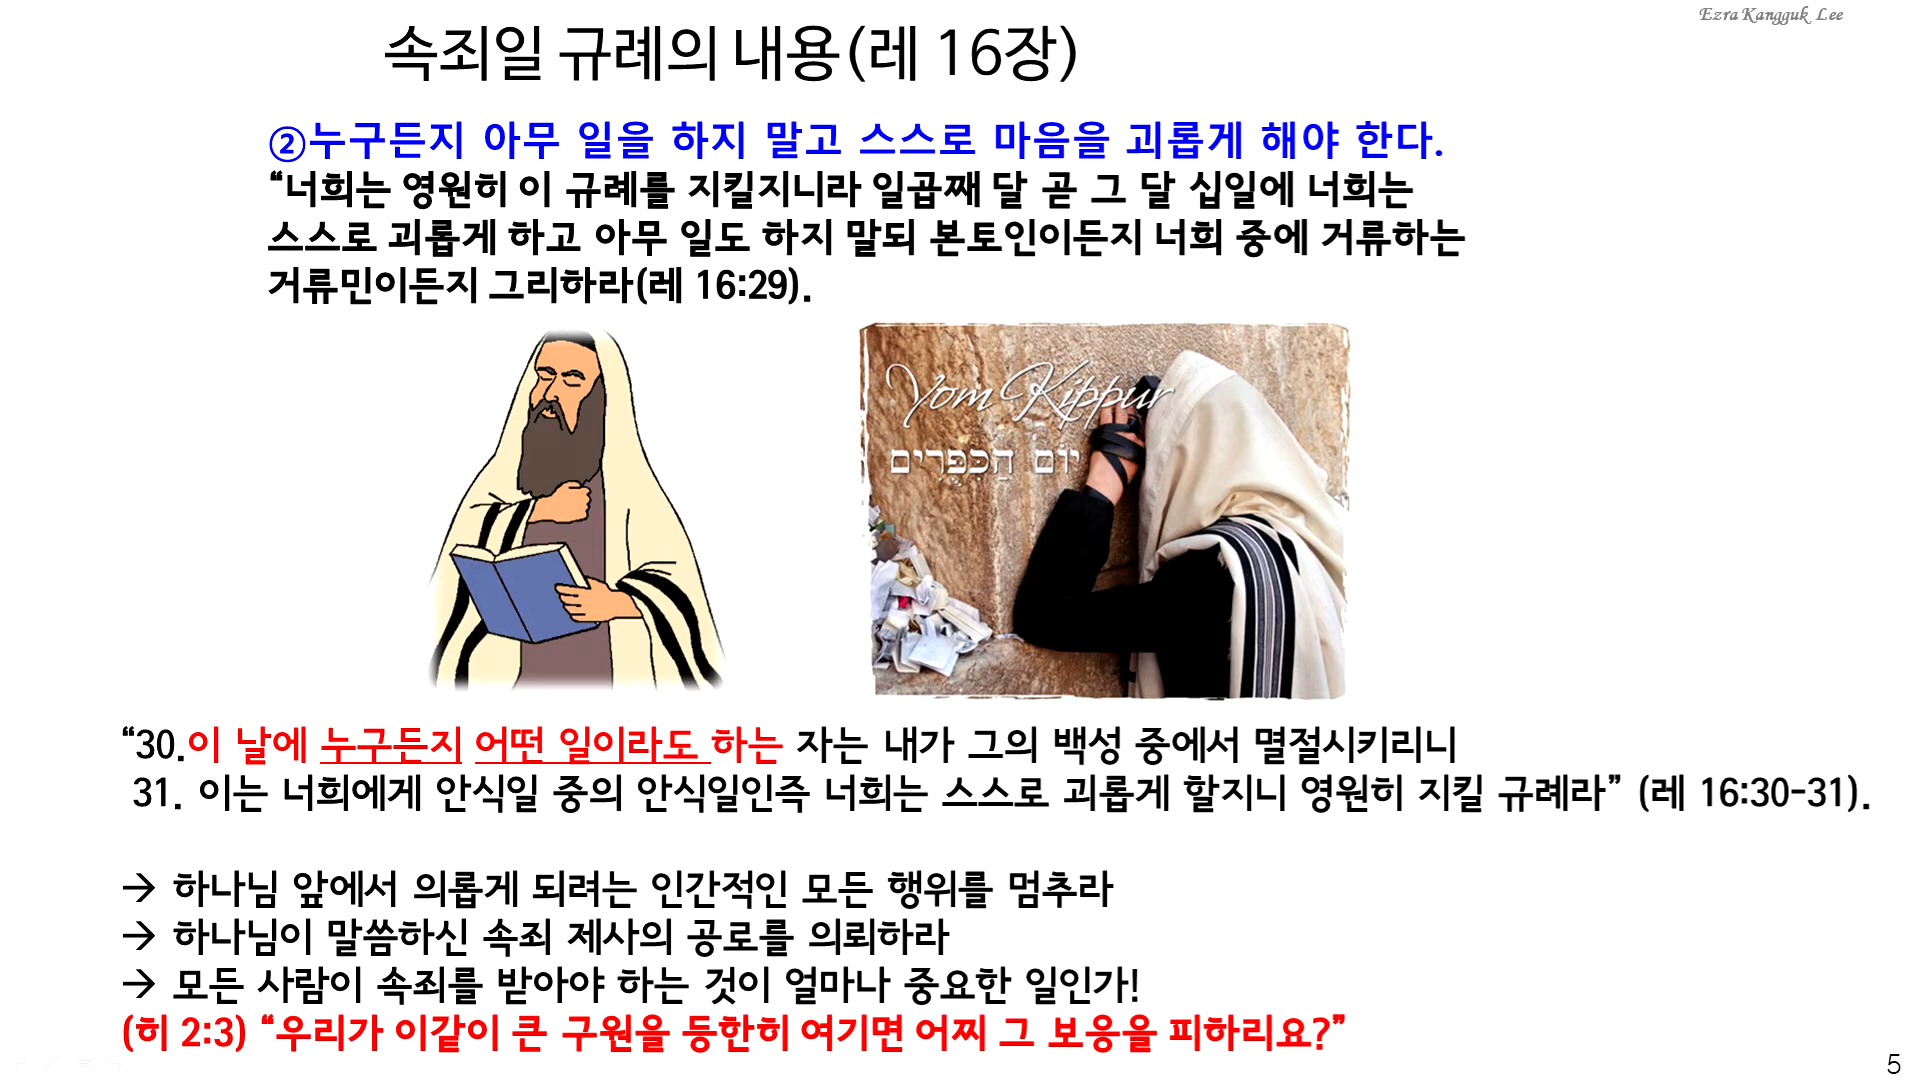 Ezra Kangguk Lee
속죄일 규례의 내용(레 16장)
②누구든지 아무 일을 하지 말고 스스로 마음을 괴롭게 해야 한다.
“너희는 영원히 이 규례를 지킬지니라 일곱째 달 곧 그 달 십일에 너희는
스스로 괴롭게 하고 아무 일도 하지 말되 본토인이든지 너희 중에 거류하는
거류민이든지 그리하라(레 16:29).
Yom Kippur
יוֹם הַכִּפֻּרִים
“30.이 날에 누구든지 어떤 일이라도 하는 자는 내가 그의 백성 중에서 멸절시키리니
31. 이는 너희에게 안식일 중의 안식일인즉 너희는 스스로 괴롭게 할지니 영원히 지킬 규례라” (레 16:30-31).
→ 하나님 앞에서 의롭게 되려는 인간적인 모든 행위를 멈추라
→ 하나님이 말씀하신 속죄 제사의 공로를 의뢰하라
→ 모든 사람이 속죄를 받아야 하는 것이 얼마나 중요한 일인가!
(히 2:3) “우리가 이같이 큰 구원을 등한히 여기면 어찌 그 보응을 피하리요?”
5